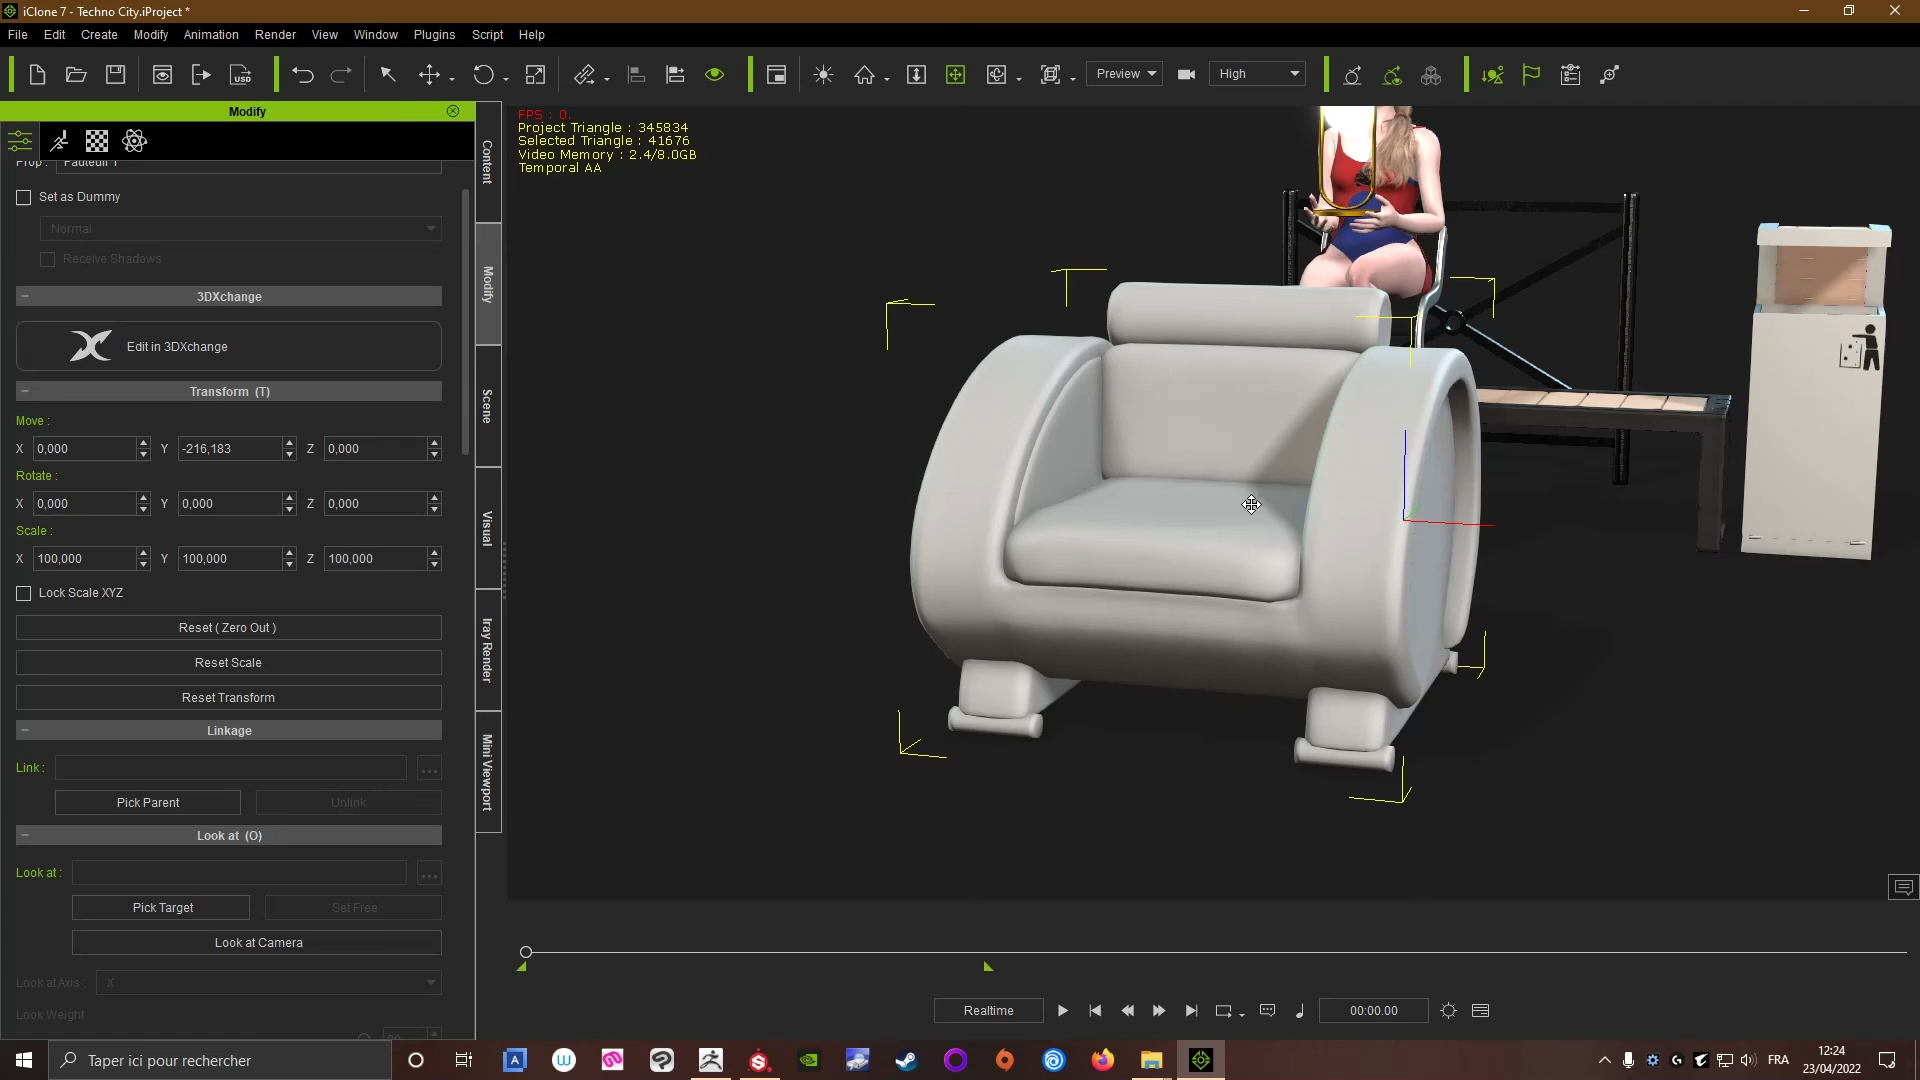 iClone 7 - Techno City.iProject *
File Edit Create Modify Animation Render View Window Plugins Script Help
USD
Preview
High
Modify
Prop : Fauteuil 1
Set as Dummy
Normal
Receive Shadows
3DXchange
Edit in 3DXchange
Transform (T)
Move :
X 0,000 Y -216,183 Z 0,000
Rotate :
X 0,000 Y 0,000 Z 0,000
Scale :
X 100,000 Y 100,000 Z 100,000
Lock Scale XYZ
Reset ( Zero Out )
Reset Scale
Reset Transform
Linkage
Link :
...
Pick Parent
Unlink
Look at (O)
Look at :
...
Pick Target
Set Free
Look at Camera
Look at Axis : X
Look Weight
Content
Modify
Scene
Visual
Iray Render
Mini Viewport
FPS : 0.
Project Triangle : 345834
Selected Triangle : 41676
Video Memory : 2.4/8.0GB
Temporal AA
Realtime
00:00.00
Taper ici pour rechercher
FRA
12:24
23/04/2022